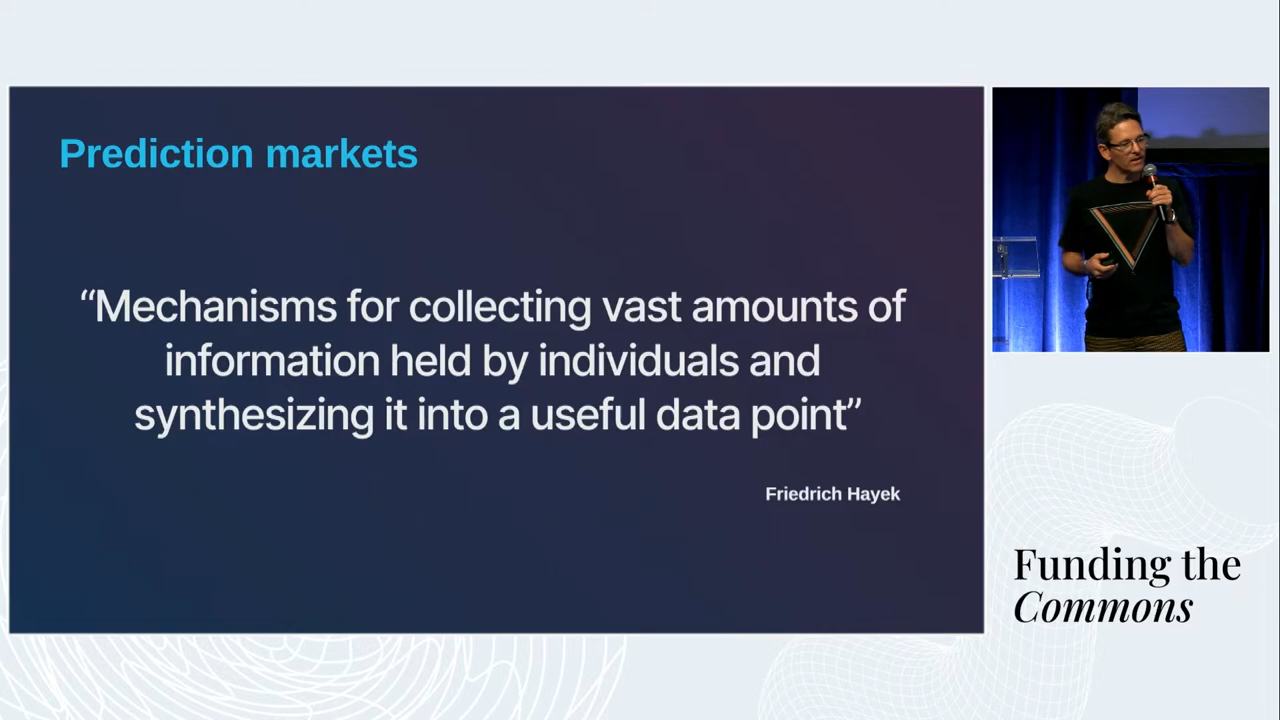 Prediction markets
“Mechanisms for collecting vast amounts of
information held by individuals and
synthesizing it into a useful data point”
Friedrich Hayek
Funding the
Commons